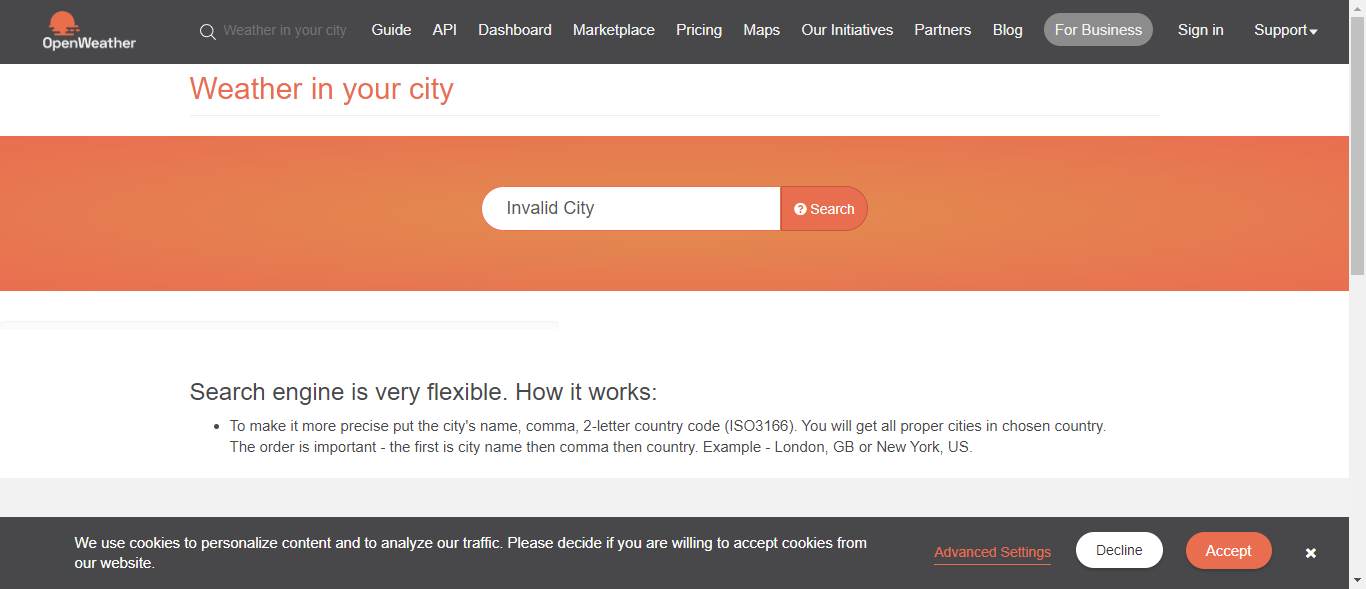 OpenWeather
Weather in your city Guide API Dashboard Marketplace Pricing Maps Our Initiatives Partners Blog For Business Sign in Support
Weather in your city
Invalid City Search
Search engine is very flexible. How it works:
• To make it more precise put the city's name, comma, 2-letter country code (ISO3166). You will get all proper cities in chosen country.
The order is important - the first is city name then comma then country. Example - London, GB or New York, US.
We use cookies to personalize content and to analyze our traffic. Please decide if you are willing to accept cookies from
our website.
Advanced Settings Decline Accept